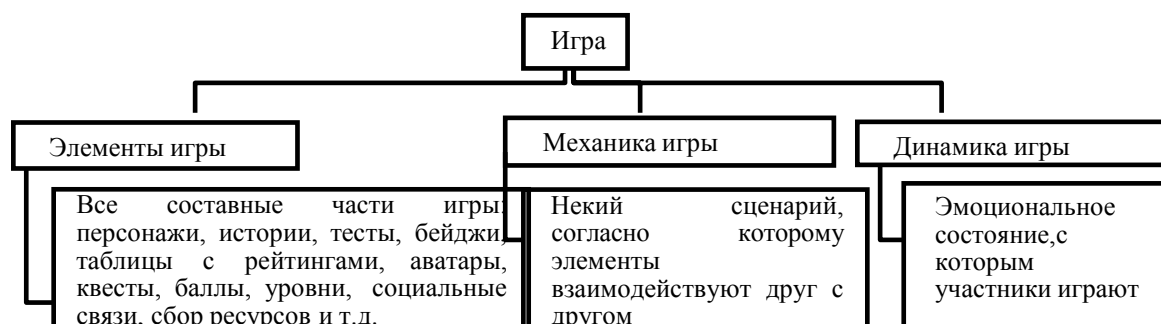 Игра
Элементы игры
Механика игры
Динамика игры
Все составные части игры:
персонажи, истории, тесты, бейджи,
таблицы с рейтингами, аватары,
квесты, баллы, уровни, социальные
связи, сбор ресурсов и т.д.
Некий сценарий,
согласно которому
элементы
взаимодействуют друг с
другом
Эмоциональное
состояние,с
которым
участники играют